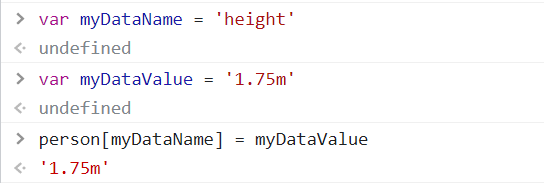 > var myDataName = 'height'
<· undefined
> var myDataValue = '1.75m'
<· undefined
> person[myDataName] = myDataValue
<· '1.75m'